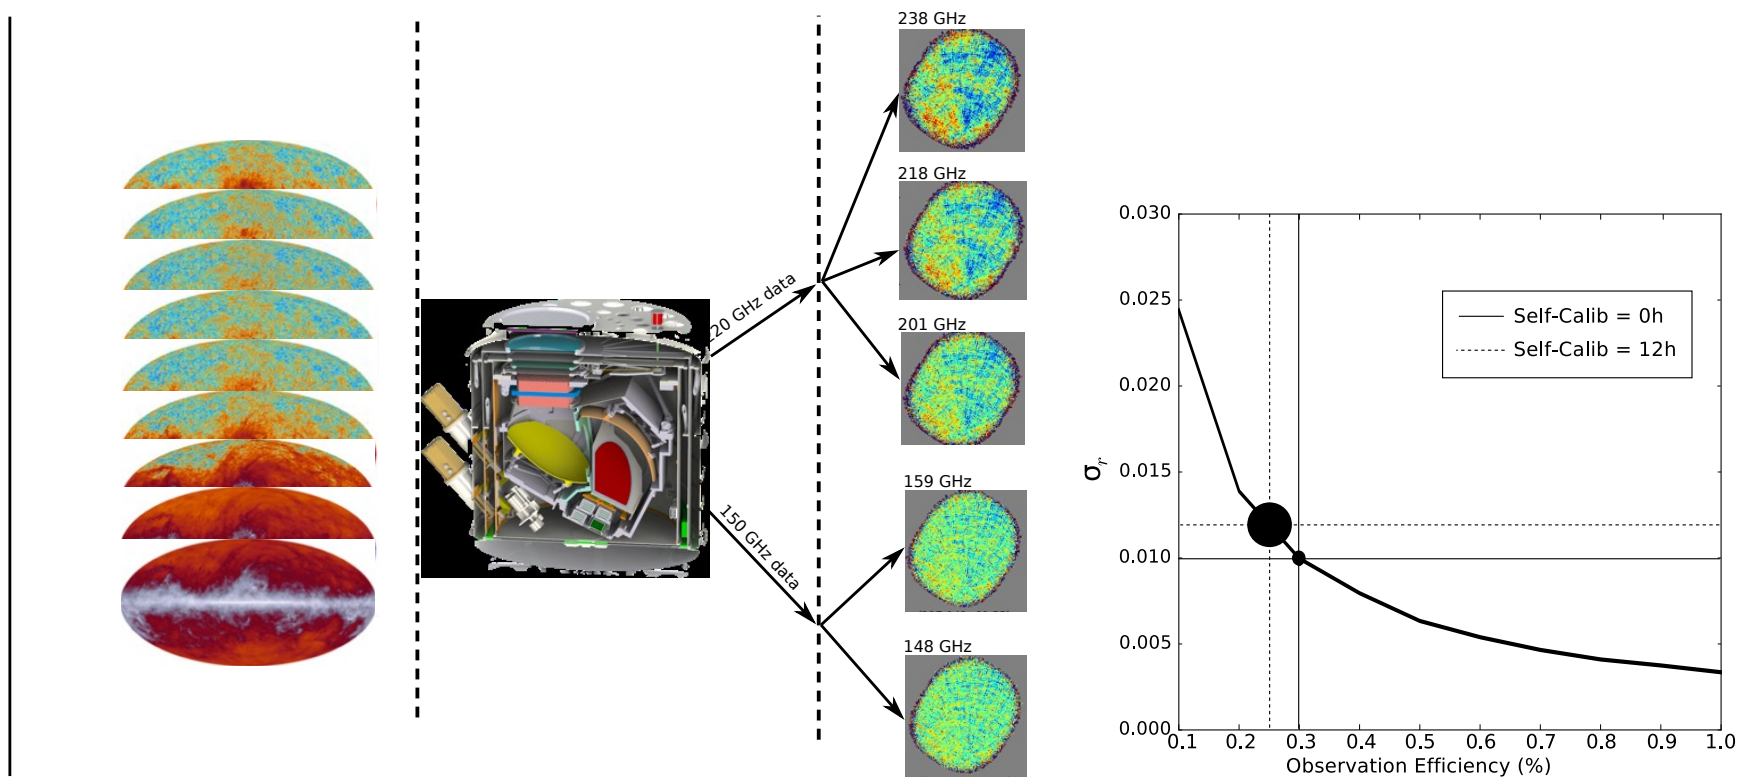 238 GHz
218 GHz
201 GHz
159 GHz
148 GHz
20 GHz data
150 GHz data
0.030
0.025
0.020
0.015
0.010
0.005
0.000
σr
Self-Calib = 0h
Self-Calib = 12h
0.1 0.2 0.3 0.4 0.5 0.6 0.7 0.8 0.9 1.0
Observation Efficiency (%)